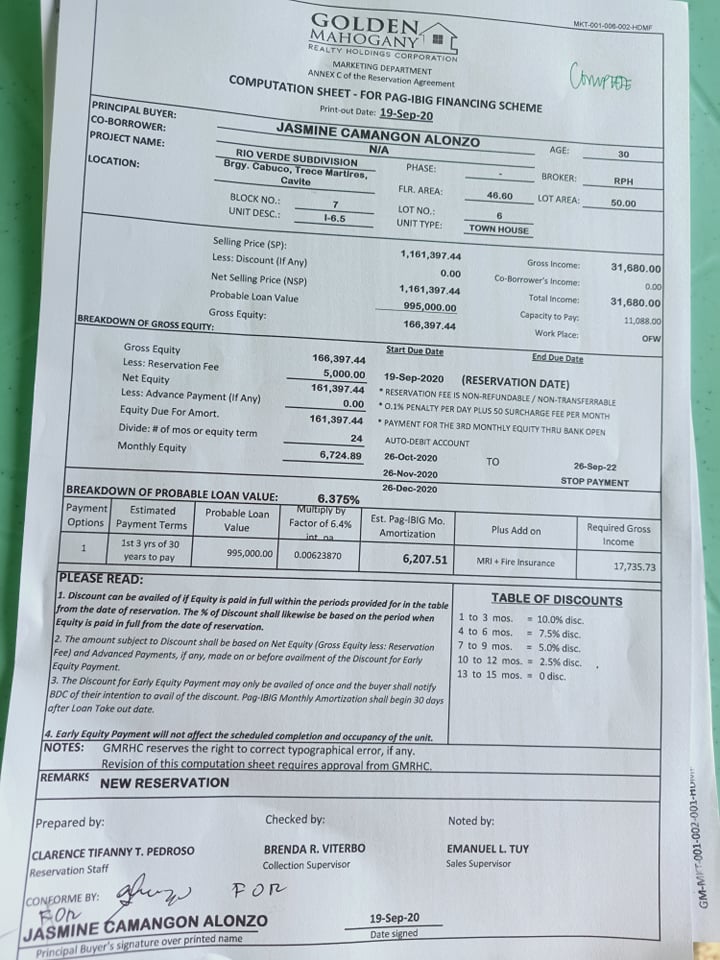 MKT-001-006-002-HDMF
GOLDEN
MAHOGANY
REALTY HOLDINGS CORPORATION
MARKETING DEPARTMENT
ANNEX C of the Reservation Agreement
COMPLETE
COMPUTATION SHEET - FOR PAG-IBIG FINANCING SCHEME
Print-out Date: 19-Sep-20
PRINCIPAL BUYER: JASMINE CAMANGON ALONZO AGE: 30
CO-BORROWER: N/A
PROJECT NAME: RIO VERDE SUBDIVISION PHASE: - BROKER: RPH
LOCATION: Brgy. Cabuco, Trece Martires, Cavite FLR. AREA: 46.60 LOT AREA: 50.00
BLOCK NO.: 7 LOT NO.: 6
UNIT DESC.: I-6.5 UNIT TYPE: TOWN HOUSE
Selling Price (SP): 1,161,397.44 Gross Income: 31,680.00
Less: Discount (If Any) 0.00 Co-Borrower's Income: 0.00
Net Selling Price (NSP) 1,161,397.44 Total Income: 31,680.00
Probable Loan Value 995,000.00 Capacity to Pay: 11,088.00
Gross Equity: 166,397.44 Work Place: OFW
BREAKDOWN OF GROSS EQUITY:
Start Due Date End Due Date
Gross Equity 166,397.44
Less: Reservation Fee 5,000.00 19-Sep-2020 (RESERVATION DATE)
Net Equity 161,397.44 * RESERVATION FEE IS NON-REFUNDABLE / NON-TRANSFERRABLE
Less: Advance Payment (If Any) 0.00 * 0.1% PENALTY PER DAY PLUS 50 SURCHARGE FEE PER MONTH
Equity Due For Amort. 161,397.44 * PAYMENT FOR THE 3RD MONTHLY EQUITY THRU BANK OPEN
Divide: # of mos or equity term 24 AUTO-DEBIT ACCOUNT
Monthly Equity 6,724.89 26-Oct-2020 TO 26-Sep-22
26-Nov-2020 STOP PAYMENT
26-Dec-2020
BREAKDOWN OF PROBABLE LOAN VALUE: 6.375%
Payment Options Estimated Payment Terms Probable Loan Value Multiply by Factor of 6.4% int. pa Est. Pag-IBIG Mo. Amortization Plus Add on Required Gross Income
1 1st 3 yrs of 30 years to pay 995,000.00 0.00623870 6,207.51 MRI + Fire Insurance 17,735.73
PLEASE READ:
1. Discount can be availed of if Equity is paid in full within the periods provided for in the table
from the date of reservation. The % of Discount shall likewise be based on the period when
Equity is paid in full from the date of reservation.
2. The amount subject to Discount shall be based on Net Equity (Gross Equity less: Reservation
Fee) and Advanced Payments, if any, made on or before availment of the Discount for Early
Equity Payment.
3. The Discount for Early Equity Payment may only be availed of once and the buyer shall notify
BDC of their intention to avail of the discount. Pag-IBIG Monthly Amortization shall begin 30 days
after Loan Take out date.
4. Early Equity Payment will not affect the scheduled completion and occupancy of the unit.
TABLE OF DISCOUNTS
1 to 3 mos. = 10.0% disc.
4 to 6 mos. = 7.5% disc.
7 to 9 mos. = 5.0% disc.
10 to 12 mos. = 2.5% disc.
13 to 15 mos. = 0 disc.
NOTES: GMRHC reserves the right to correct typographical error, if any.
Revision of this computation sheet requires approval from GMRHC.
REMARKS NEW RESERVATION
Prepared by: Checked by: Noted by:
CLARENCE TIFANNY T. PEDROSO BRENDA R. VITERBO EMANUEL L. TUY
Reservation Staff Collection Supervisor Sales Supervisor
CONFORME BY: FOR
FOR
JASMINE CAMANGON ALONZO 19-Sep-20
Principal Buyer's signature over printed name Date signed